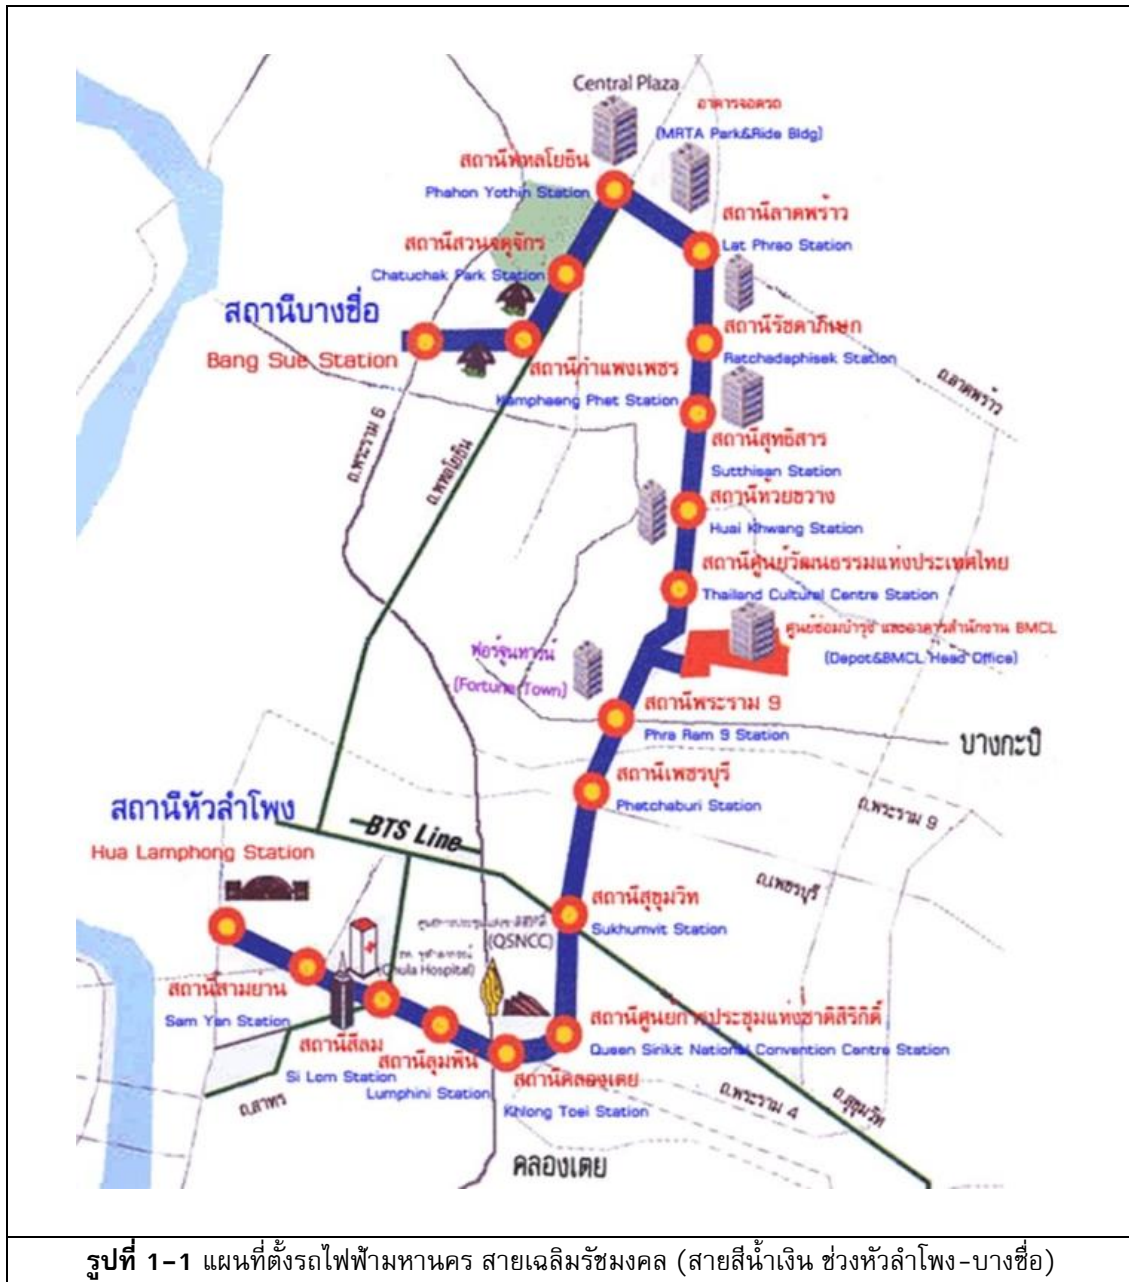 Central Plaza
อาคารจอดรถ
(MRTA Park&Ride Bldg)
สถานีพหลโยธิน
Phahon Yothin Station
สถานีลาดพร้าว
Lat Phrao Station
สถานีสวนจตุจักร
Chatuchak Park Station
สถานีบางซื่อ
Bang Sue Station
สถานีรัชดาภิเษก
Ratchadaphisek Station
สถานีกำแพงเพชร
Kamphaeng Phet Station
ถ.ลาดพร้าว
ถ.พระราม 6
ถ.พหลโยธิน
สถานีสุทธิสาร
Sutthisan Station
สถานีห้วยขวาง
Huai Khwang Station
สถานีศูนย์วัฒนธรรมแห่งประเทศไทย
Thailand Cultural Centre Station
ศูนย์ซ่อมบำรุง และอาคารสำนักงาน BMCL
(Depot&BMCL Head Office)
ฟอร์จูนทาวน์
(Fortune Town)
สถานีพระราม 9
Phra Ram 9 Station
บางกะปิ
สถานีเพชรบุรี
Phetchaburi Station
ถ.พระราม 9
สถานีหัวลำโพง
Hua Lamphong Station
BTS Line
ถ.เพชรบุรี
สถานีสุขุมวิท
Sukhumvit Station
(QSNCC)
(Chula Hospital)
สถานีสามย่าน
Sam Yan Station
สถานีศูนย์การประชุมแห่งชาติสิริกิติ์
Queen Sirikit National Convention Centre Station
สถานีสีลม
Si Lom Station
สถานีลุมพินี
Lumphini Station
สถานีคลองเตย
Khlong Toei Station
ถ.สาทร
ถ.พระราม 4
ถ.สุขุมวิท
คลองเตย
รูปที่ 1-1 แผนที่ตั้งรถไฟฟ้ามหานคร สายเฉลิมรัชมงคล (สายสีน้ำเงิน ช่วงหัวลำโพง-บางซื่อ)